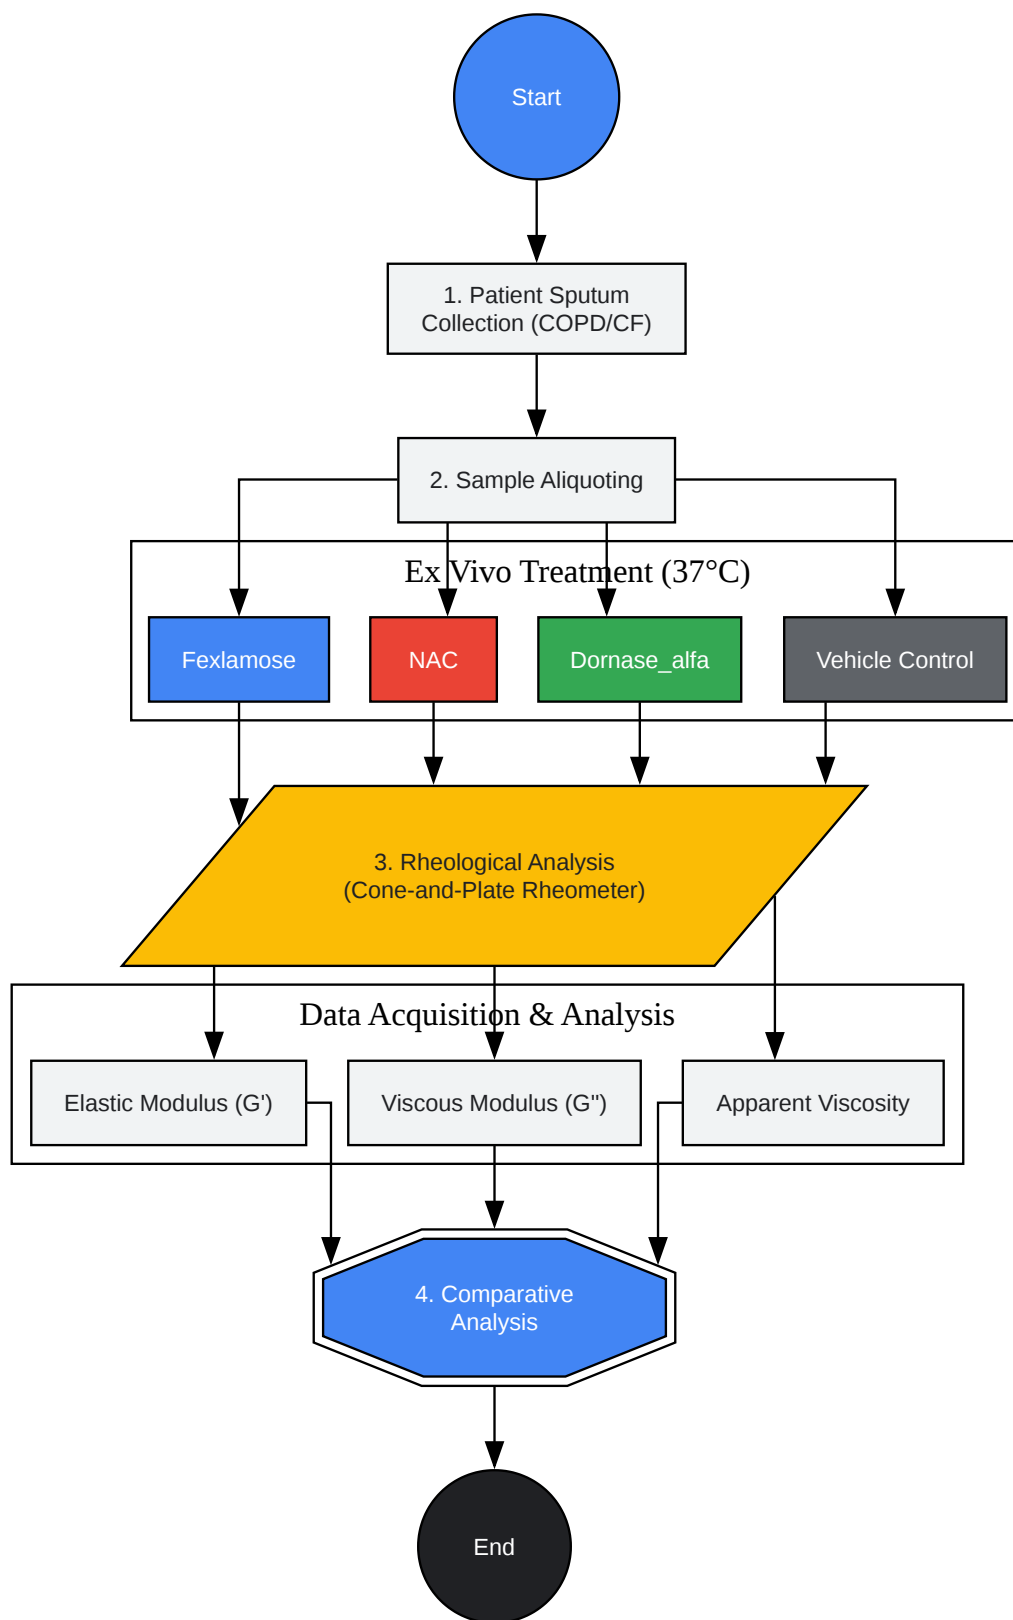 Start
1. Patient Sputum
Collection (COPD/CF)
2. Sample Aliquoting
Ex Vivo Treatment (37°C)
Fexlamose
NAC
Dornase_alfa
Vehicle Control
3. Rheological Analysis
(Cone-and-Plate Rheometer)
Data Acquisition & Analysis
Elastic Modulus (G')
Viscous Modulus (G'')
Apparent Viscosity
4. Comparative
Analysis
End